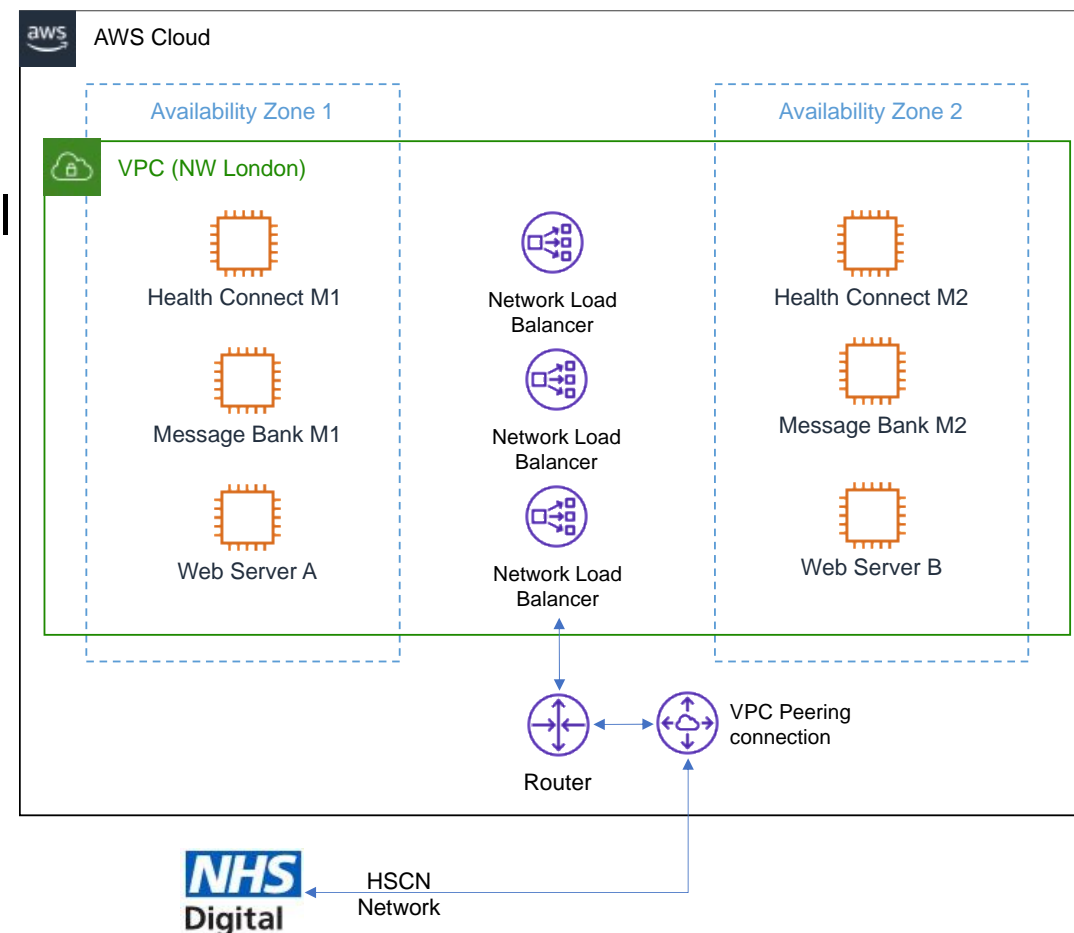 aws
AWS Cloud
Availability Zone 1
Availability Zone 2
VPC (NW London)
Health Connect M1
Network Load
Balancer
Health Connect M2
Message Bank M1
Network Load
Balancer
Message Bank M2
Web Server A
Network Load
Balancer
Web Server B
VPC Peering
connection
Router
NHS
Digital
HSCN
Network